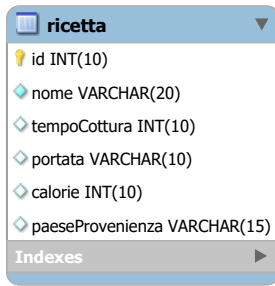 ricetta
id INT(10)
nome VARCHAR(20)
tempoCottura INT(10)
portata VARCHAR(10)
calorie INT(10)
paeseProvenienza VARCHAR(15)
Indexes